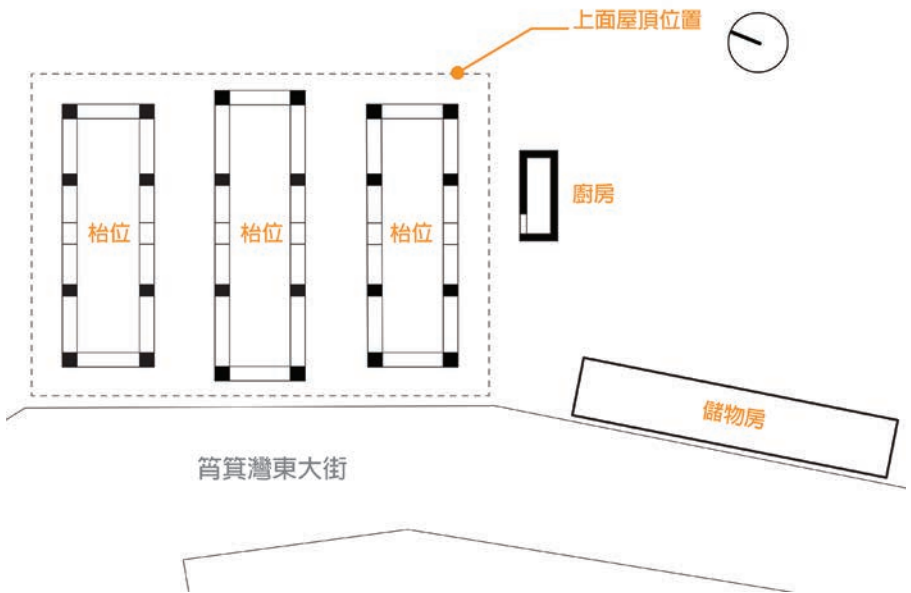 上面屋頂位置
廚房
枱位
枱位
枱位
儲物房
筲箕灣東大街